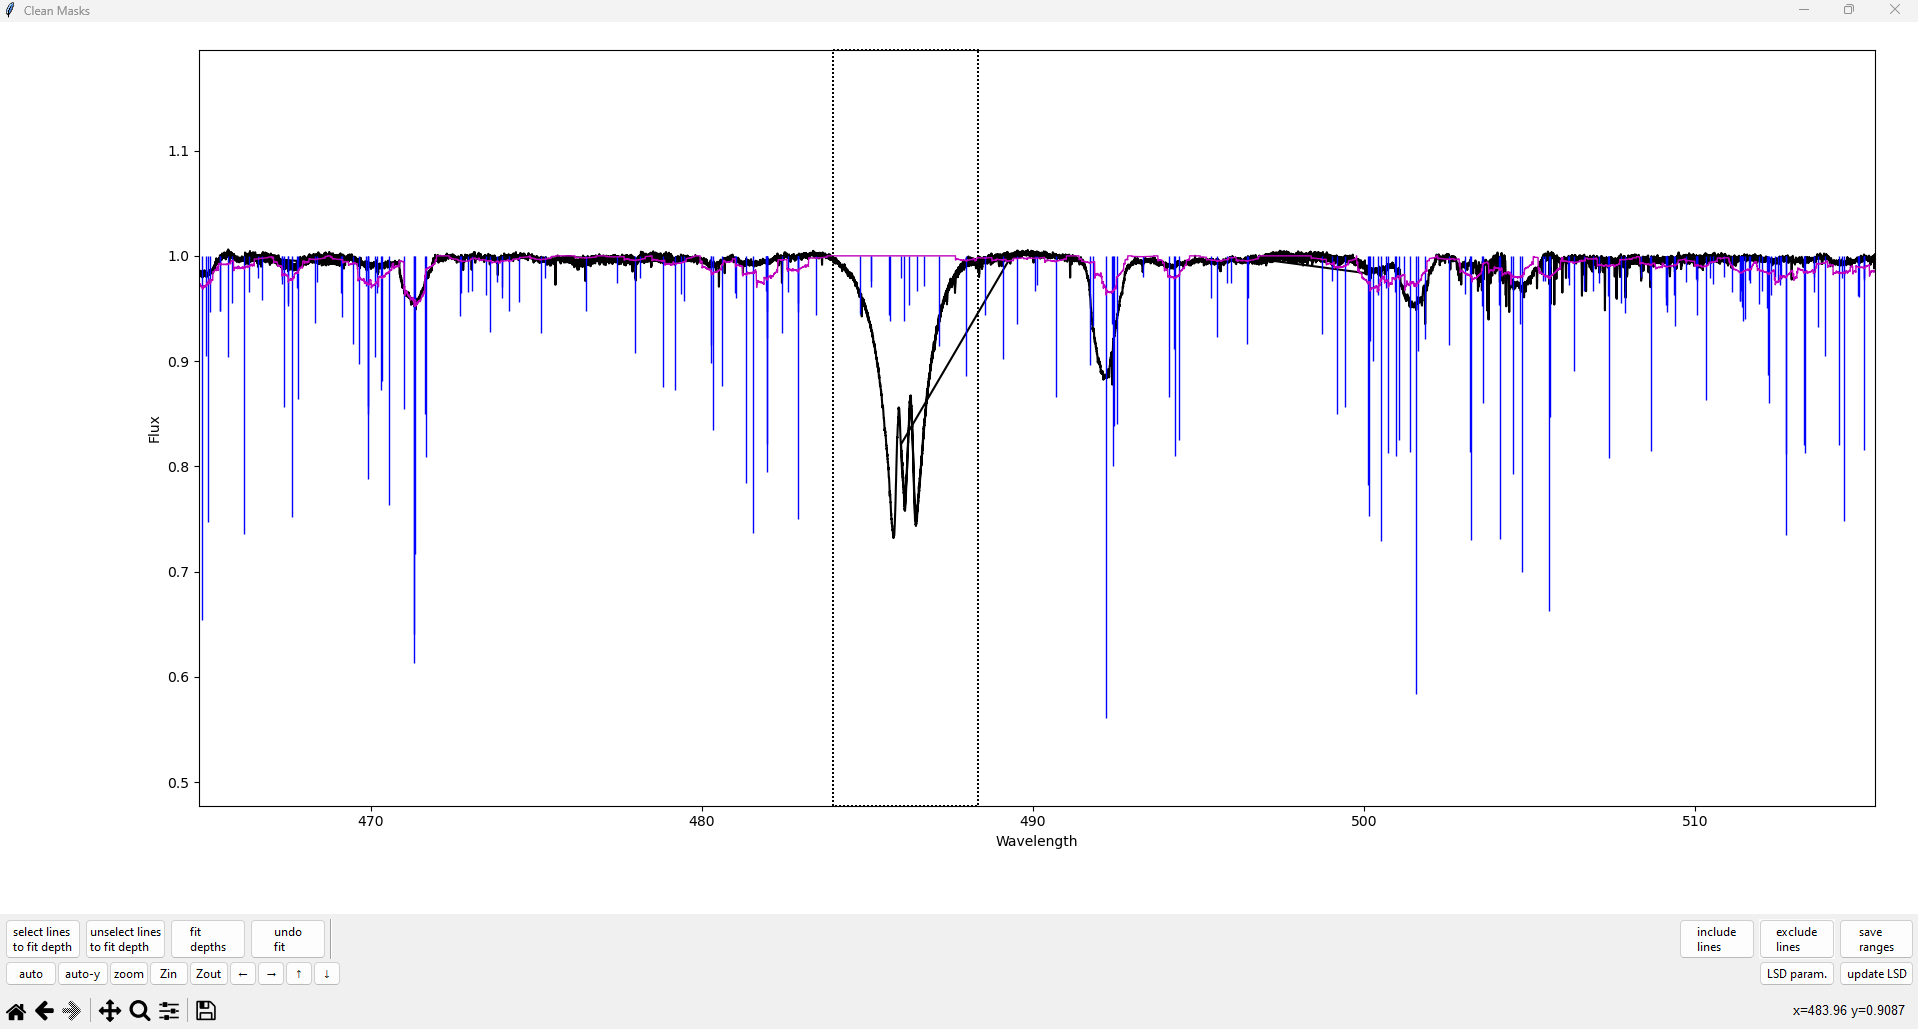 Clean Masks
1.1
1.0
0.9
0.8
0.7
0.6
0.5
Flux
470 480 490 500 510
Wavelength
select lines to fit depth
unselect lines to fit depth
fit depths
undo fit
include lines
exclude lines
save ranges
auto auto-y zoom Zin Zout ← → ↑ ↓
LSD param. update LSD
x=483.96 y=0.9087